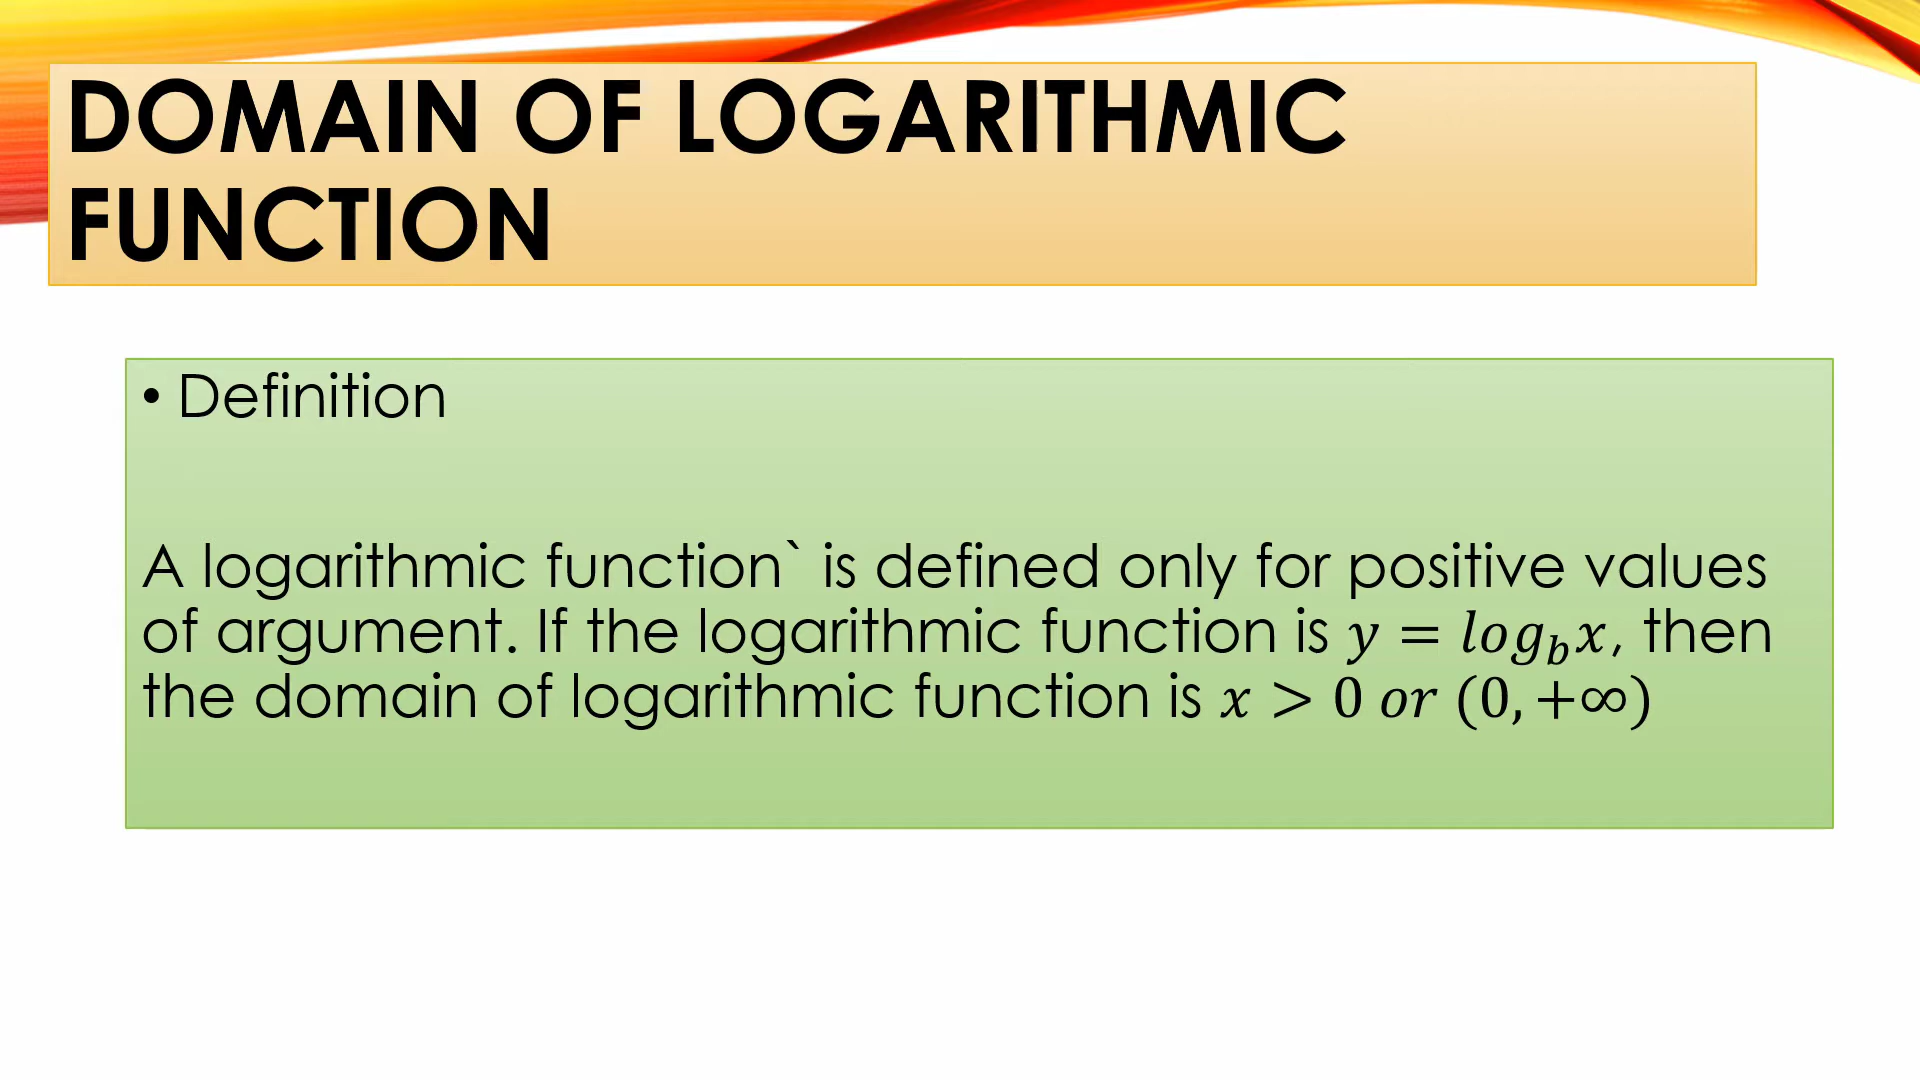 DOMAIN OF LOGARITHMIC
FUNCTION
• Definition
A logarithmic function` is defined only for positive values
of argument. If the logarithmic function is $y = log_b x$, then
the domain of logarithmic function is $x > 0 \; or \; (0, +\infty)$